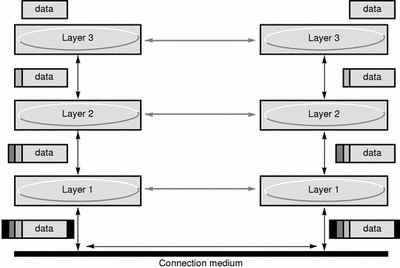 data data
Layer 3 Layer 3
data data
Layer 2 Layer 2
data data
Layer 1 Layer 1
data data
Connection medium